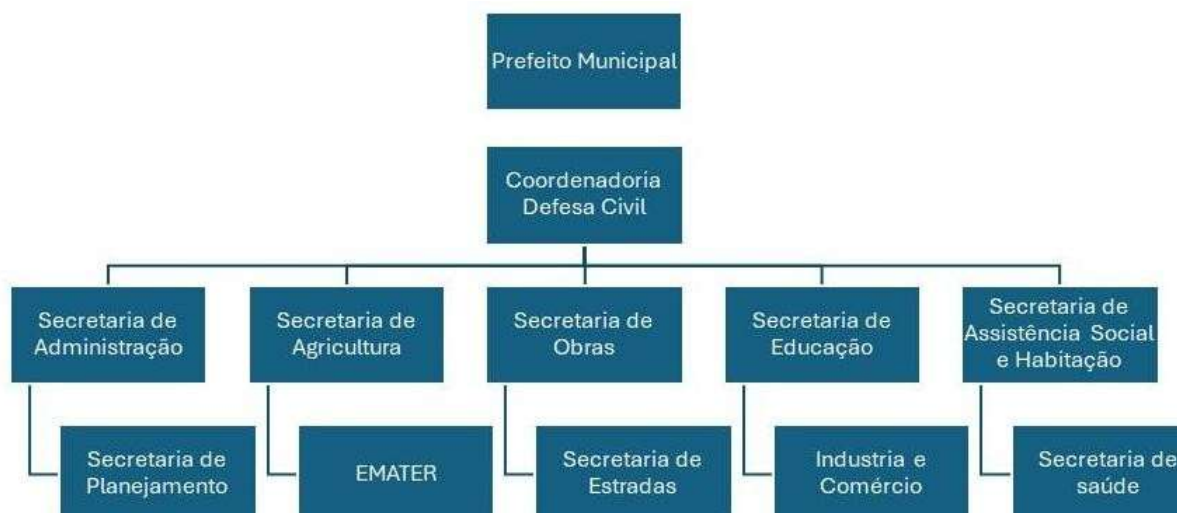 Prefeito Municipal
Coordenadoria
Defesa Civil
Secretaria de
Administração
Secretaria de
Agricultura
Secretaria de
Obras
Secretaria de
Educação
Secretaria de
Assistência Social
e Habitação
Secretaria de
Planejamento
EMATER
Secretaria de
Estradas
Industria e
Comércio
Secretaria de
saúde